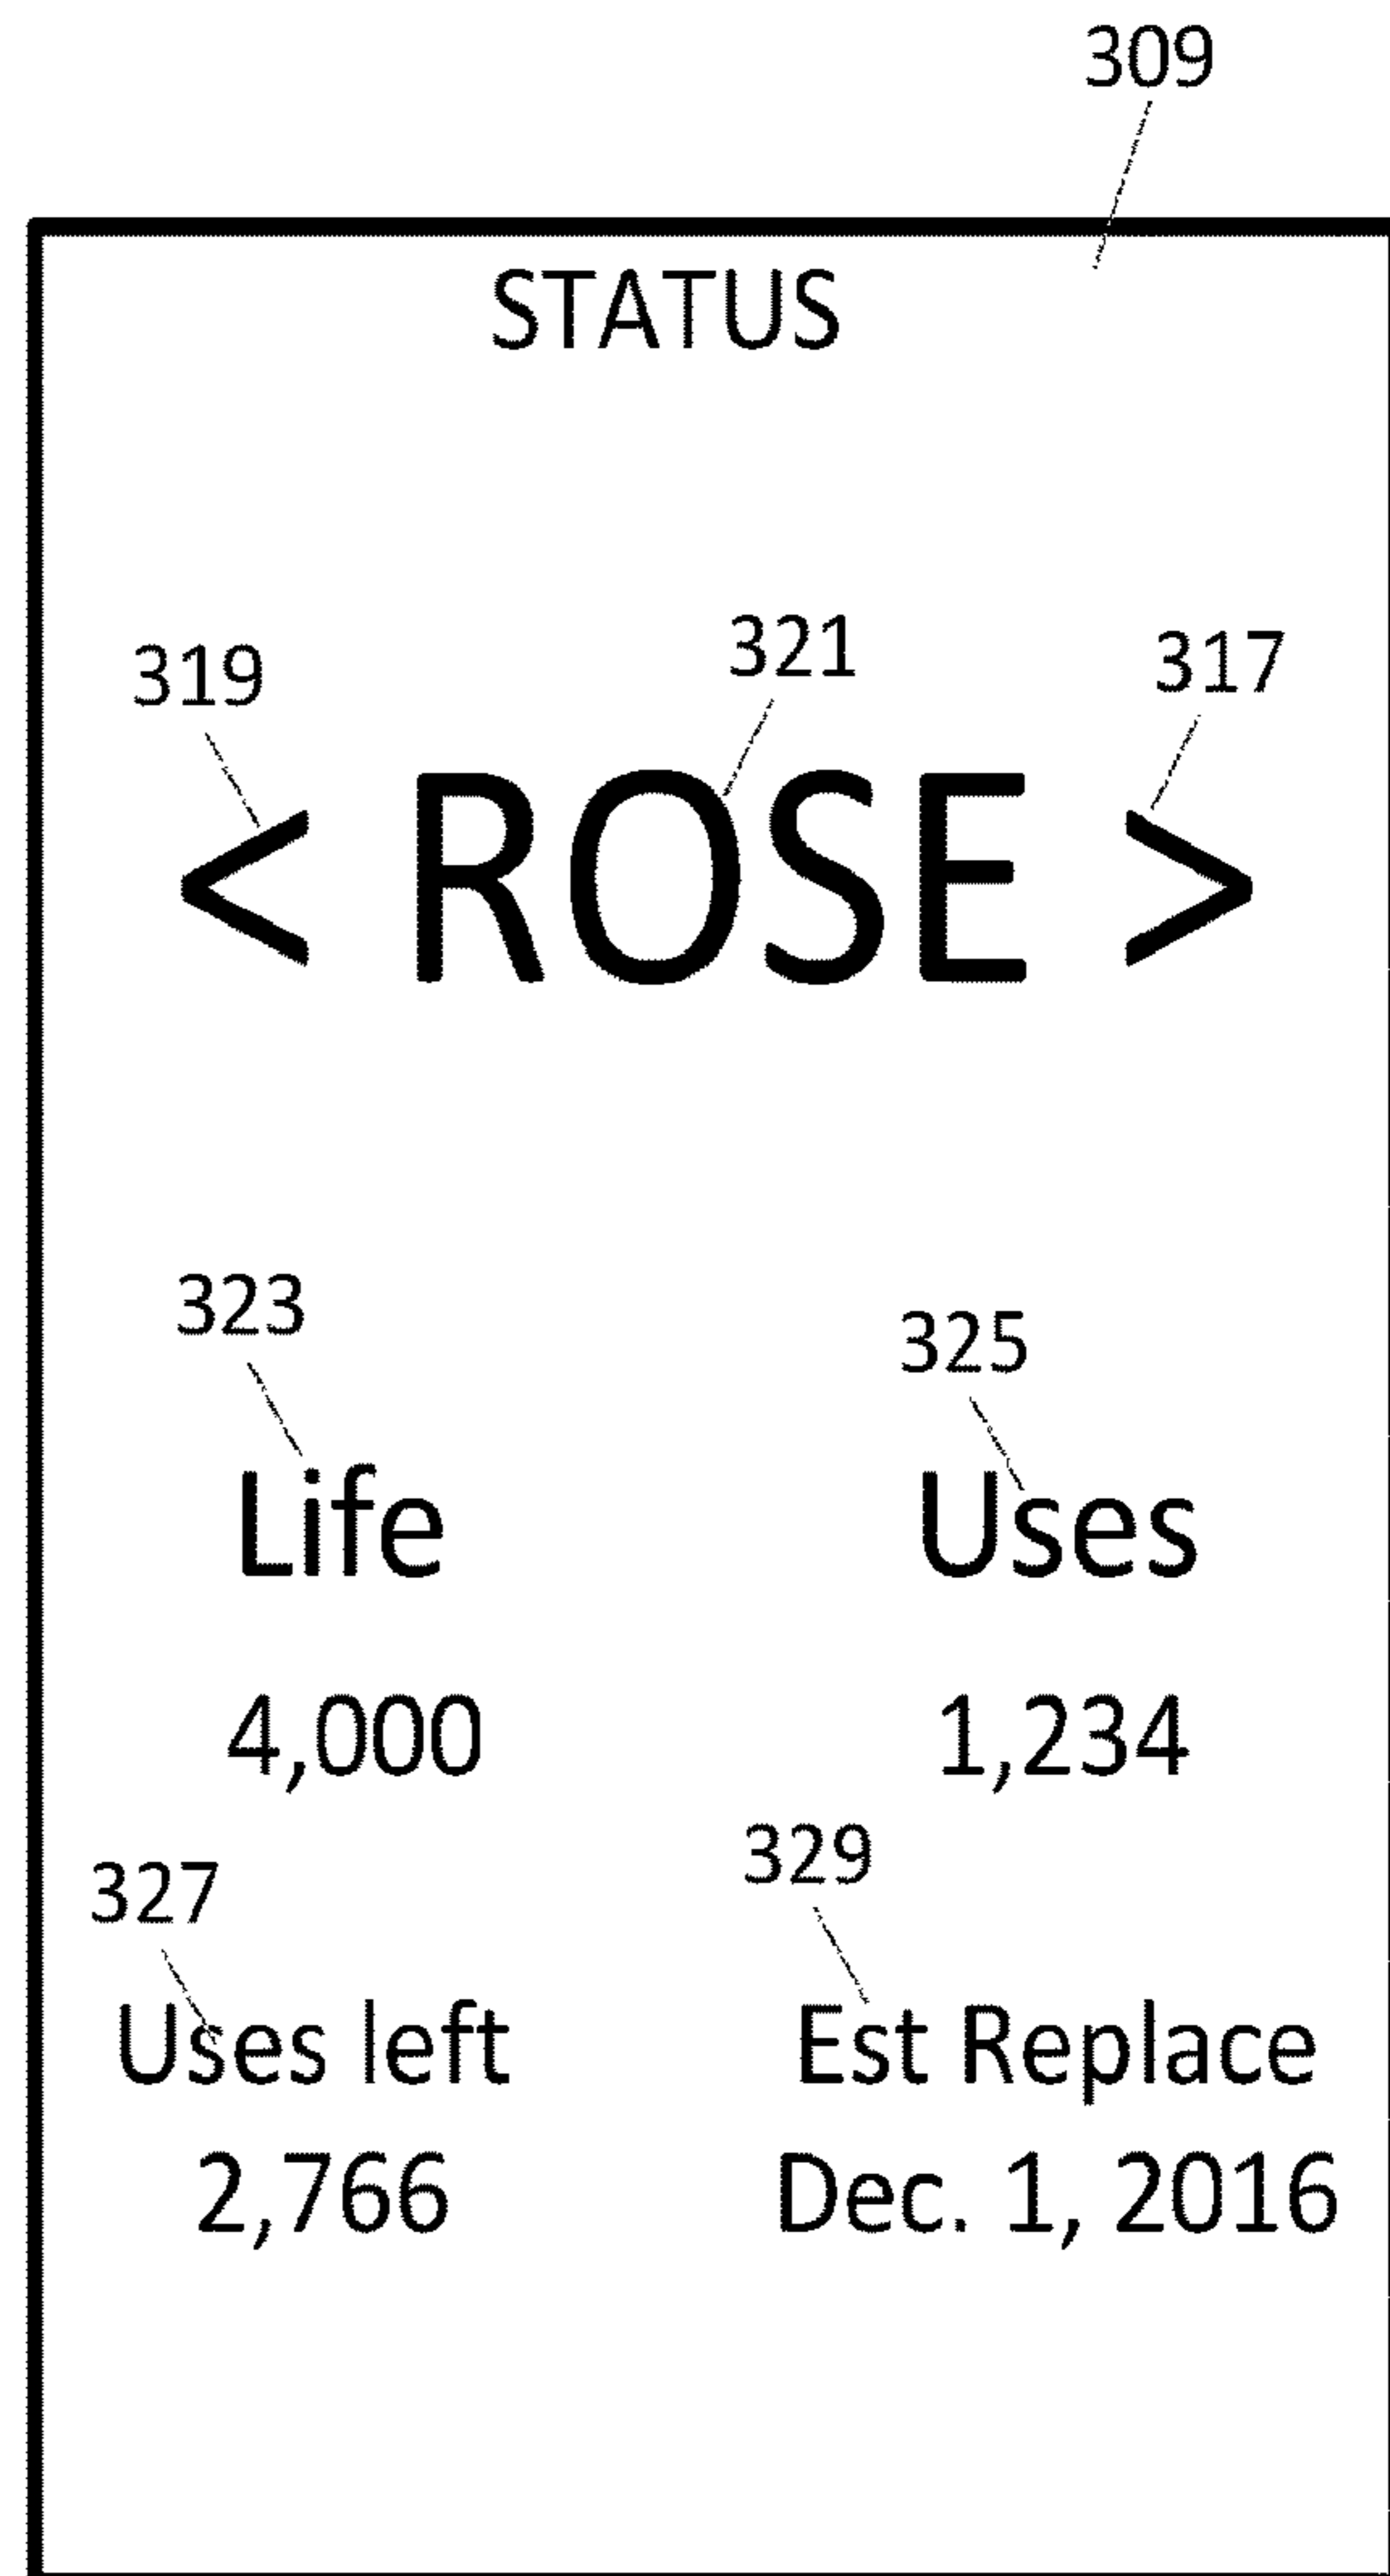 309
STATUS
319 321 317
< ROSE >
323 325
Life Uses
4,000 1,234
327 329
Uses left Est Replace
2,766 Dec. 1, 2016